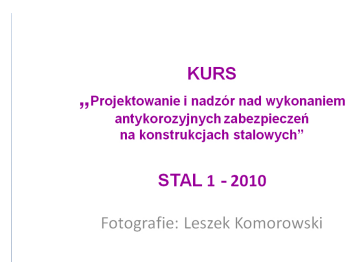 KURS
„Projektowanie i nadzór nad wykonaniem
antykorozyjnych zabezpieczeń
na konstrukcjach stalowych”
STAL 1 - 2010
Fotografie: Leszek Komorowski